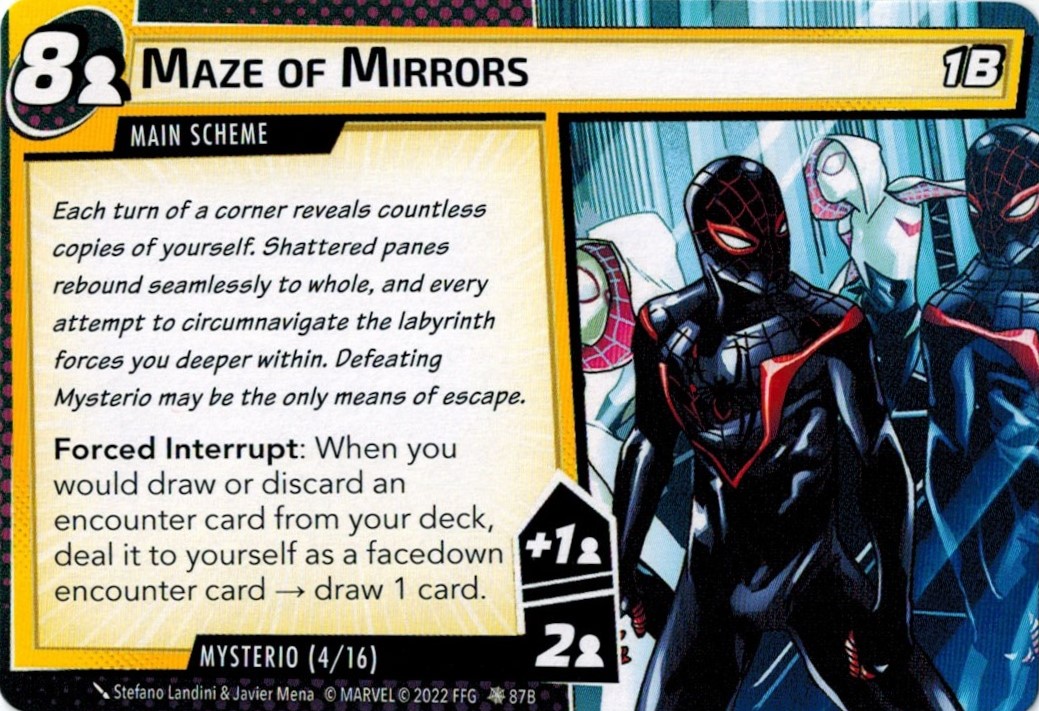 8 MAZE OF MIRRORS 1B
MAIN SCHEME
Each turn of a corner reveals countless
copies of yourself. Shattered panes
rebound seamlessly to whole, and every
attempt to circumnavigate the labyrinth
forces you deeper within. Defeating
Mysterio may be the only means of escape.
Forced Interrupt: When you
would draw or discard an
encounter card from your deck,
deal it to yourself as a facedown
encounter card → draw 1 card.
+1
2
MYSTERIO (4/16)
Stefano Landini & Javier Mena © MARVEL © 2022 FFG 87B